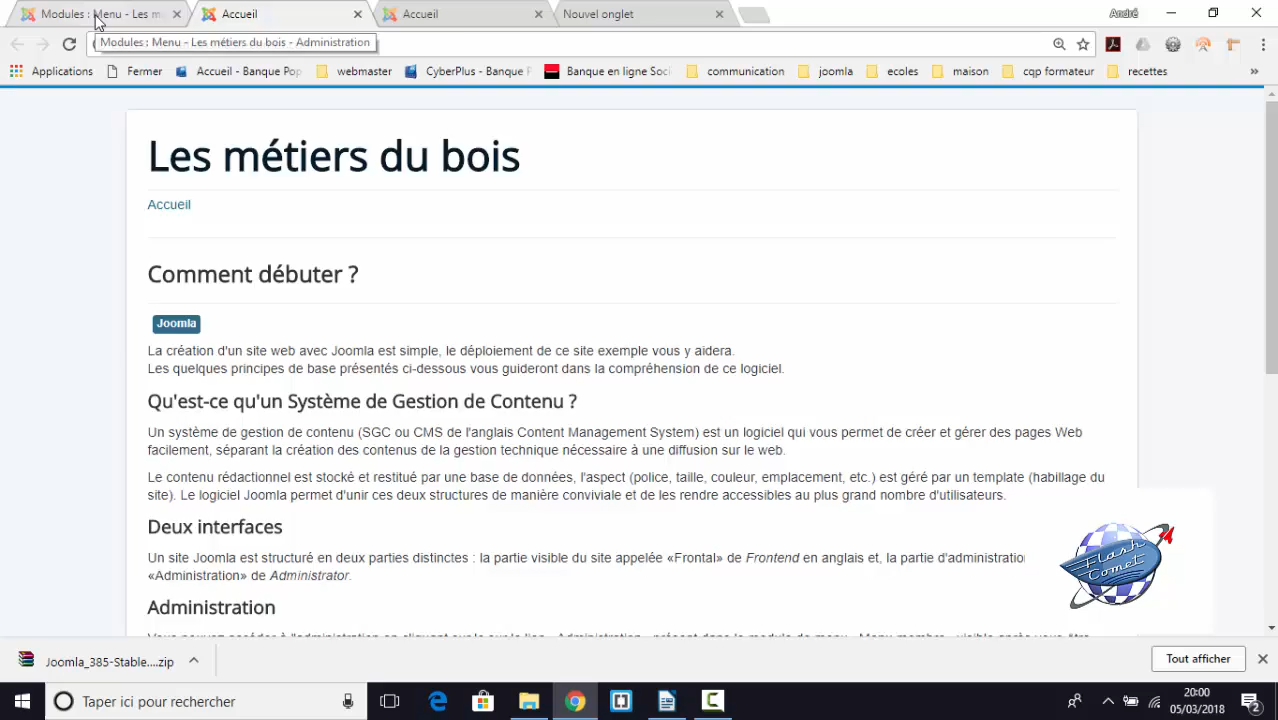 Modules : Menu - Les m
Accueil
Accueil
Nouvel onglet
André
Modules : Menu - Les métiers du bois - Administration
Applications
Fermer
Accueil - Banque Pop
webmaster
CyberPlus - Banque P
Banque en ligne Soci
communication
joomla
ecoles
maison
cqp formateur
recettes
»
Les métiers du bois
Accueil
Comment débuter ?
Joomla
La création d'un site web avec Joomla est simple, le déploiement de ce site exemple vous y aidera.
Les quelques principes de base présentés ci-dessous vous guideront dans la compréhension de ce logiciel.
Qu'est-ce qu'un Système de Gestion de Contenu ?
Un système de gestion de contenu (SGC ou CMS de l'anglais Content Management System) est un logiciel qui vous permet de créer et gérer des pages Web
facilement, séparant la création des contenus de la gestion technique nécessaire à une diffusion sur le web.
Le contenu rédactionnel est stocké et restitué par une base de données, l'aspect (police, taille, couleur, emplacement, etc.) est géré par un template (habillage du
site). Le logiciel Joomla permet d'unir ces deux structures de manière conviviale et de les rendre accessibles au plus grand nombre d'utilisateurs.
Deux interfaces
Un site Joomla est structuré en deux parties distinctes : la partie visible du site appelée «Frontal» de Frontend en anglais et, la partie d'administration
«Administration» de Administrator.
Flash Comet
Administration
Joomla_385-Stable....zip
Tout afficher
Taper ici pour rechercher
20:00
05/03/2018
2